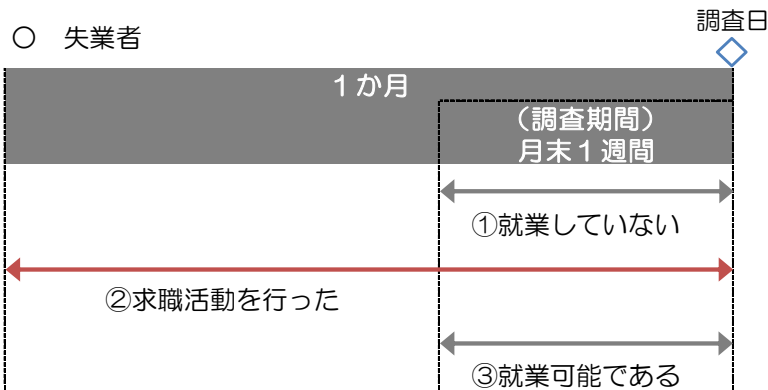 調査日
○ 失業者
１か月
（調査期間）
月末１週間
①就業していない
②求職活動を行った
③就業可能である